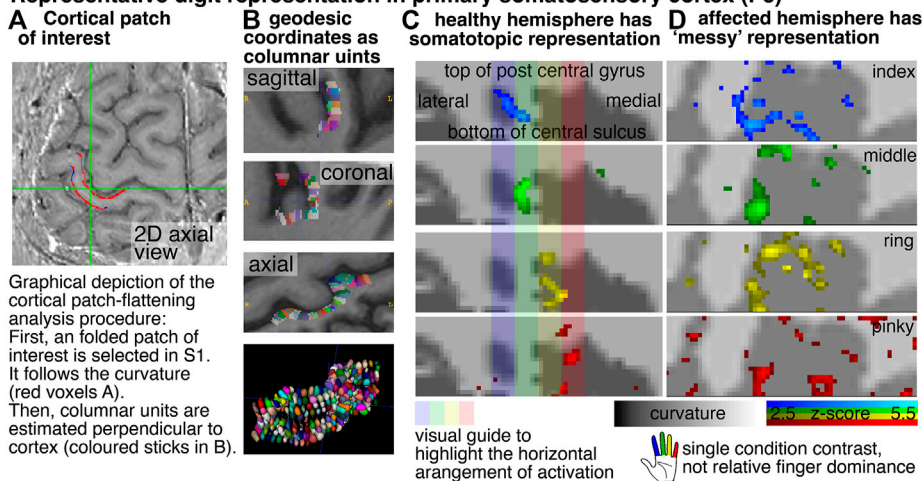 Representative digit representation in primary somatosensory cortex
A Cortical patch
of interest
2D axial
view
Graphical depiction of the
cortical patch-flattening
analysis procedure:
First, an folded patch of
interest is selected in S1.
It follows the curvature
(red voxels A).
Then, columnar units are
estimated perpendicular to
cortex (coloured sticks in B).
B geodesic
coordinates as
columnar uints
sagittal
coronal
axial
C healthy hemisphere has
somatotopic representation
top of post central gyrus
lateral medial
bottom of central sulcus
visual guide to
highlight the horizontal
arangement of activation
D affected hemisphere has
'messy' representation
index
middle
ring
pinky
curvature
2.5 z-score 5.5
single condition contrast,
not relative finger dominance